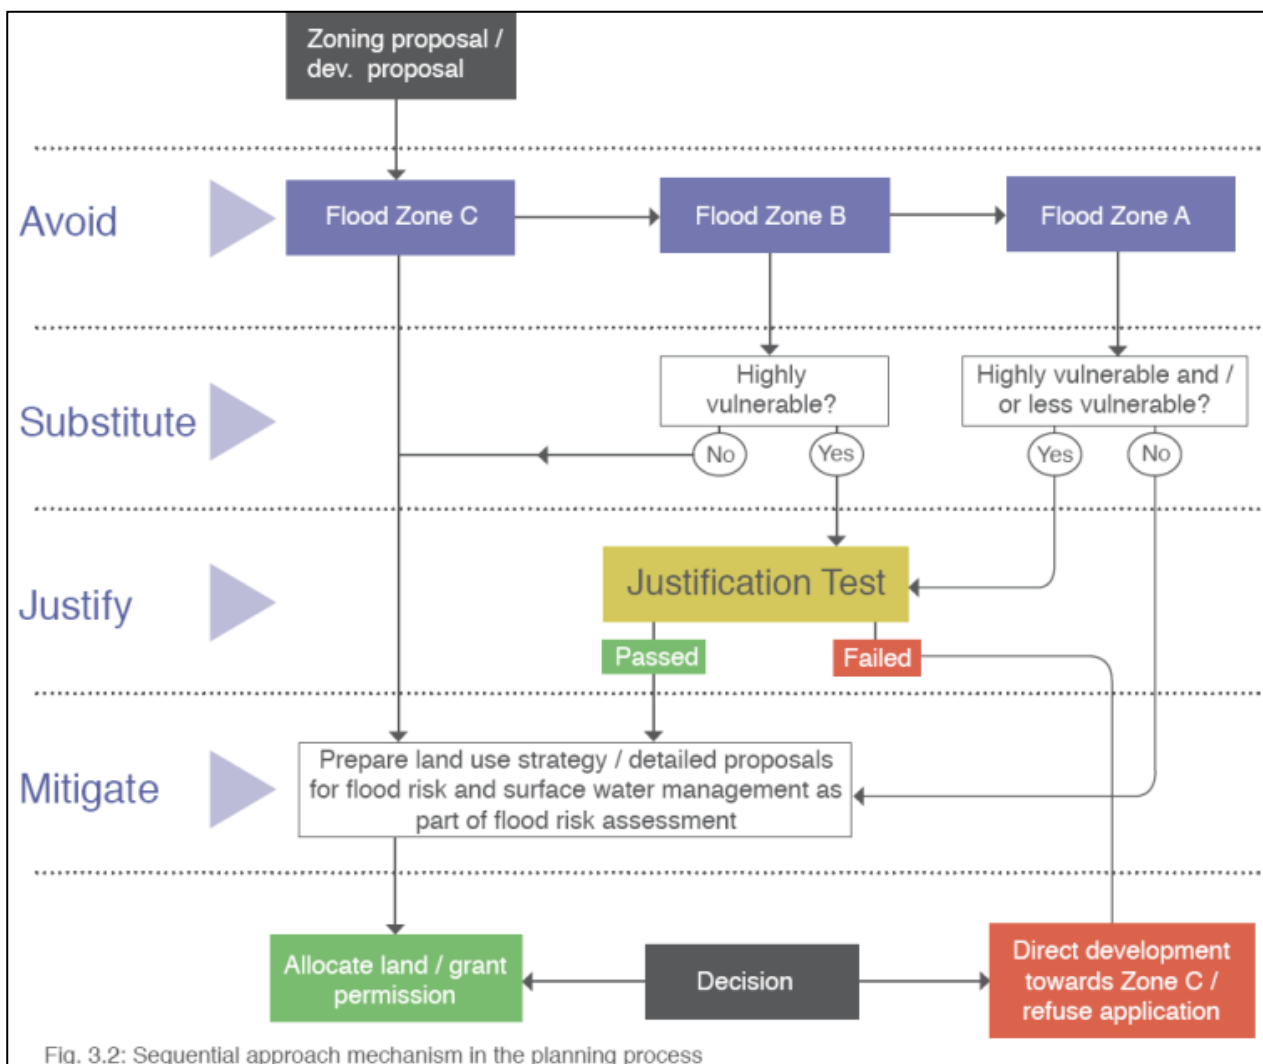 Zoning proposal /
dev. proposal
Avoid
Flood Zone C
Flood Zone B
Flood Zone A
Substitute
Highly
vulnerable?
Highly vulnerable and /
or less vulnerable?
No
Yes
Yes
No
Justify
Justification Test
Passed
Failed
Mitigate
Prepare land use strategy / detailed proposals
for flood risk and surface water management as
part of flood risk assessment
Allocate land / grant
permission
Decision
Direct development
towards Zone C /
refuse application
Fig. 3.2: Sequential approach mechanism in the planning process